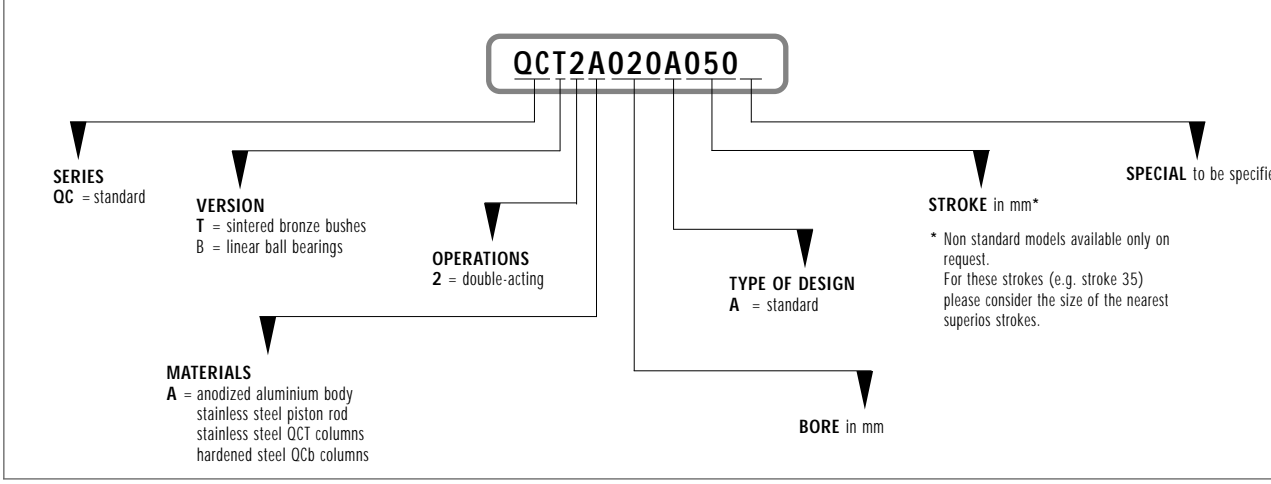 QCT2A020A050
SERIES
QC = standard
VERSION
T = sintered bronze bushes
B = linear ball bearings
OPERATIONS
2 = double-acting
MATERIALS
A = anodized aluminium body
stainless steel piston rod
stainless steel QCT columns
hardened steel QCb columns
TYPE OF DESIGN
A = standard
BORE in mm
STROKE in mm*
* Non standard models available only on
request.
For these strokes (e.g. stroke 35)
please consider the size of the nearest
superios strokes.
SPECIAL to be specifie